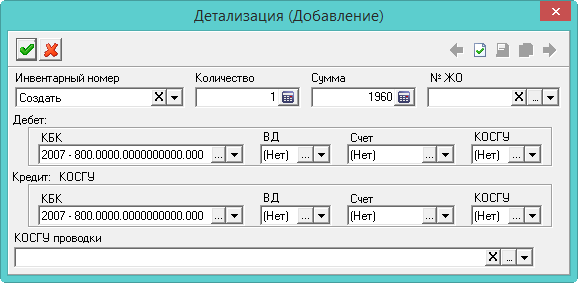 Детализация (Добавление)
Инвентарный номер Количество Сумма № ЖО
Создать 1 1960
Дебет:
КБК ВД Счет КОСГУ
2007 - 800.0000.0000000000.000 (Нет) (Нет) (Нет)
Кредит: КОСГУ
КБК ВД Счет КОСГУ
2007 - 800.0000.0000000000.000 (Нет) (Нет) (Нет)
КОСГУ проводки